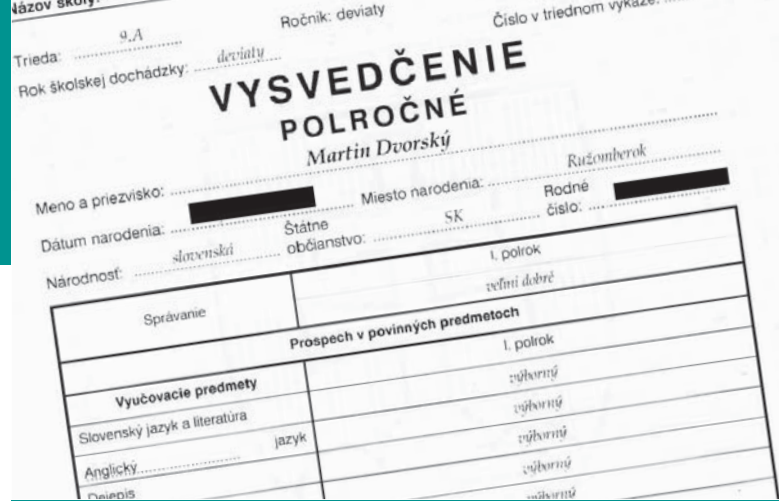 Názov školy:
Trieda: 9.A Ročník: deviaty Číslo v triednom výkaze:
Rok školskej dochádzky: deviaty
VYSVEDČENIE
POLROČNÉ
Martin Dvorský
Meno a priezvisko:
Dátum narodenia: Miesto narodenia: Ružomberok
Národnosť: slovenská Štátne občianstvo: SK Rodné číslo:
I. polrok
Správanie veľmi dobré
Prospech v povinných predmetoch
Vyučovacie predmety I. polrok
Slovenský jazyk a literatúra výborný
Anglický jazyk výborný
Dejepis výborný
výborný
výborný